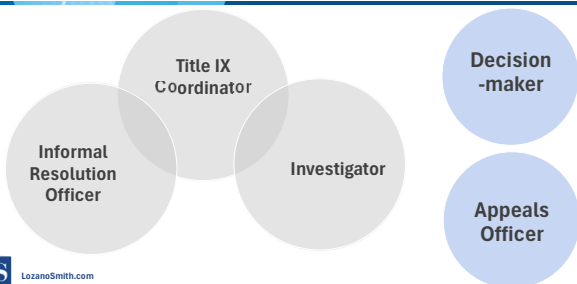 Title IX
Coordinator
Informal
Resolution
Officer
Investigator
Decision
-maker
Appeals
Officer
S
LozanoSmith.com